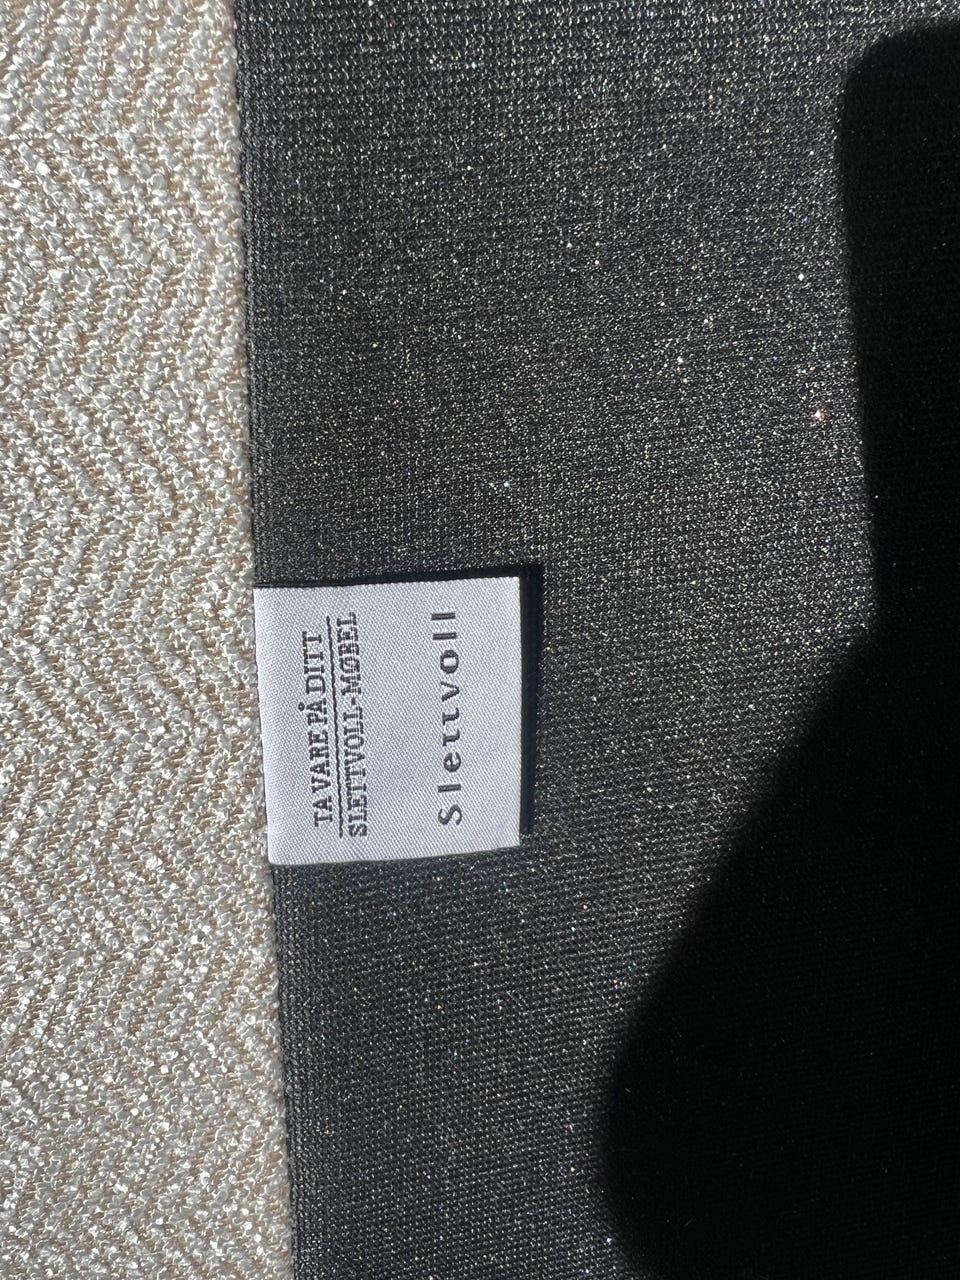 TA VARE PÅ DITT
SLETTVOLL-MØBEL
Slettvoll